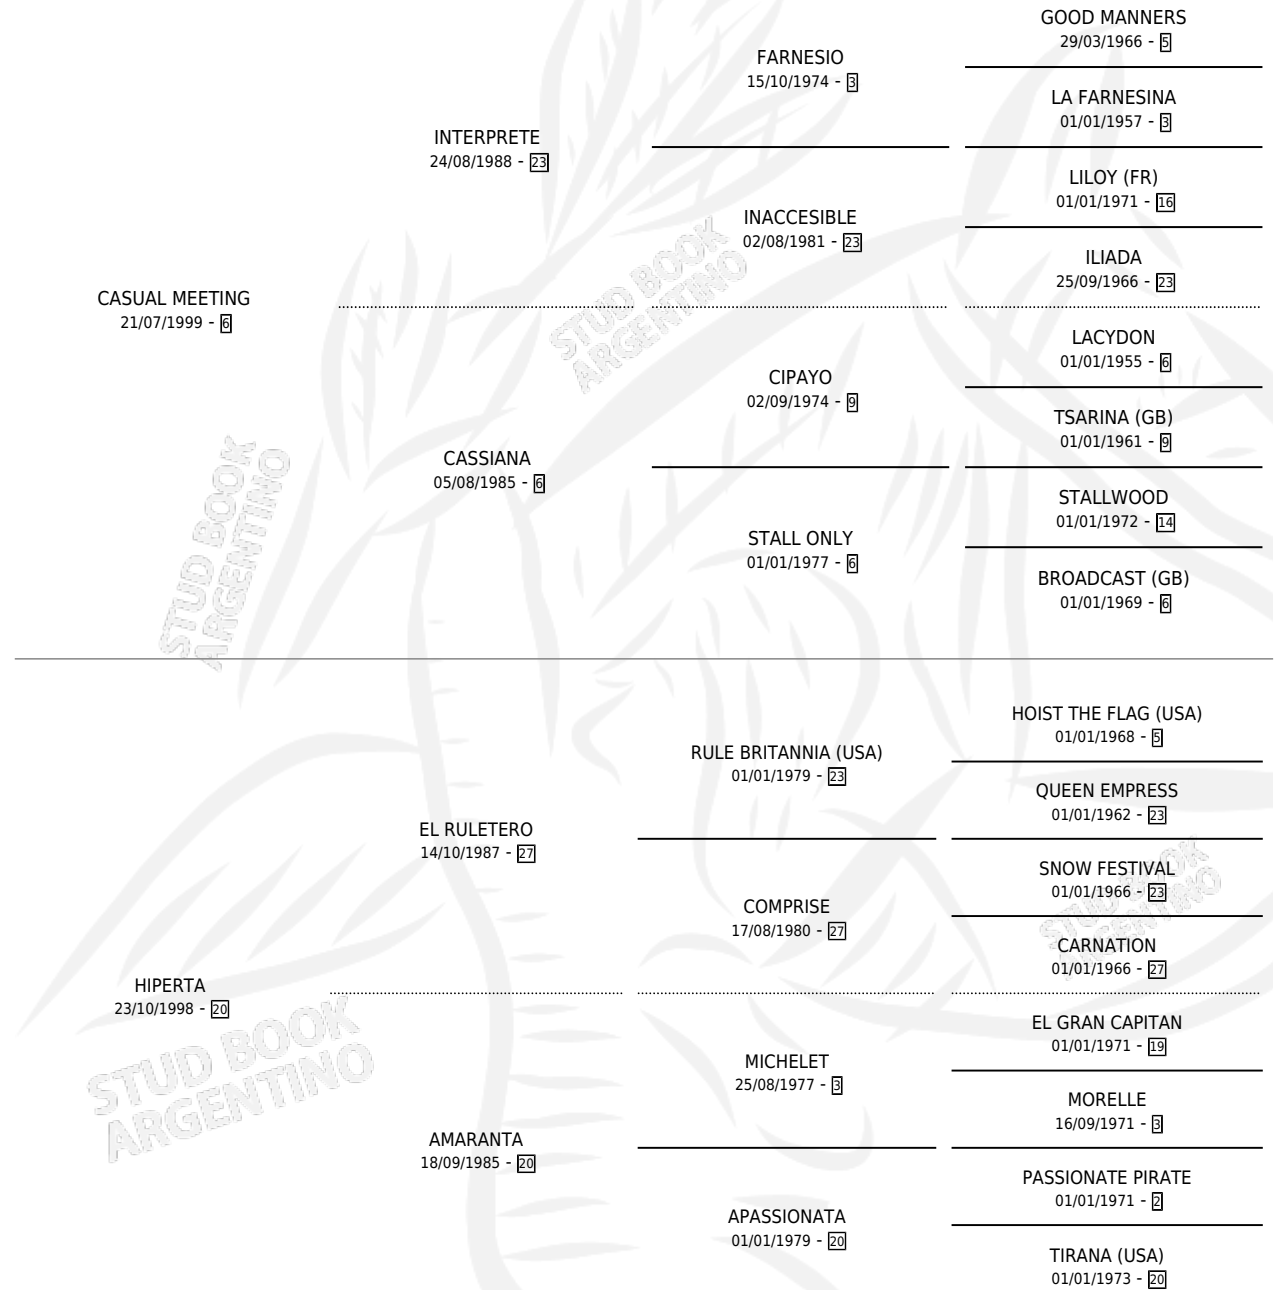 GOOD MANNERS
29/03/1966 - 5
FARNESIO
15/10/1974 - 3
LA FARNESINA
01/01/1957 - 3
INTERPRETE
24/08/1988 - 23
LILOY (FR)
01/01/1971 - 16
INACCESIBLE
02/08/1981 - 23
ILIADA
25/09/1966 - 23
CASUAL MEETING
21/07/1999 - 6
LACYDON
01/01/1955 - 6
CIPAYO
02/09/1974 - 9
TSARINA (GB)
01/01/1961 - 9
CASSIANA
05/08/1985 - 6
STALLWOOD
01/01/1972 - 14
STALL ONLY
01/01/1977 - 6
BROADCAST (GB)
01/01/1969 - 6
STUD BOOK
ARGENTINO
STUD BOOK
ARGENTINO
HOIST THE FLAG (USA)
01/01/1968 - 5
RULE BRITANNIA (USA)
01/01/1979 - 23
QUEEN EMPRESS
01/01/1962 - 23
EL RULETERO
14/10/1987 - 27
SNOW FESTIVAL
01/01/1966 - 23
COMPRISE
17/08/1980 - 27
CARNATION
01/01/1966 - 27
HIPERTA
23/10/1998 - 20
EL GRAN CAPITAN
01/01/1971 - 19
MICHELET
25/08/1977 - 3
MORELLE
16/09/1971 - 3
AMARANTA
18/09/1985 - 20
PASSIONATE PIRATE
01/01/1971 - 2
APASSIONATA
01/01/1979 - 20
TIRANA (USA)
01/01/1973 - 20
STUD BOOK
ARGENTINO
STUD BOOK
ARGENTINO